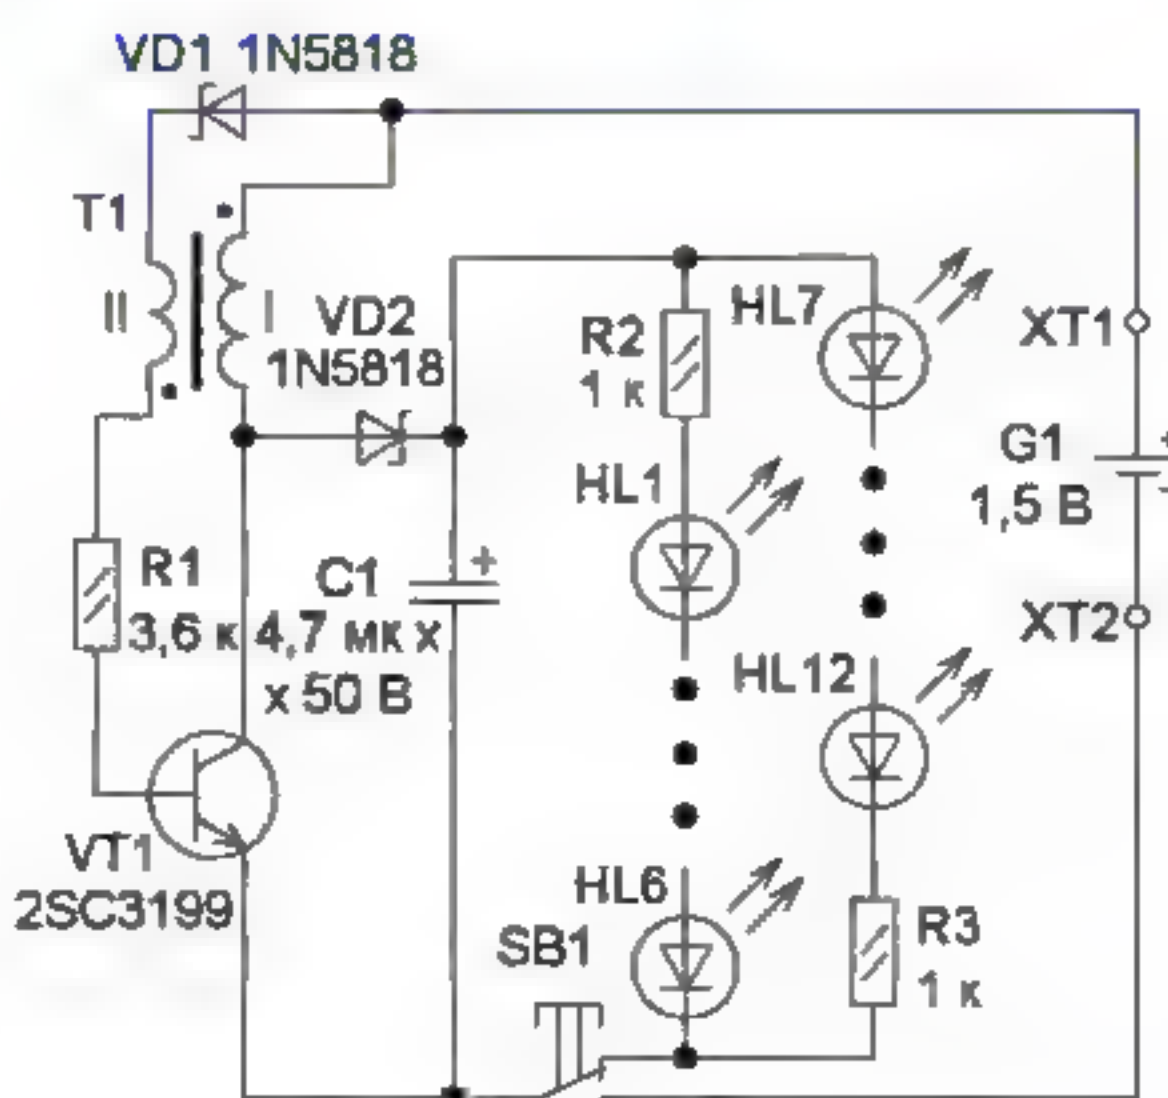 VD1 1N5818
T1
II
I
VD2
1N5818
R2
1 к
HL7
XT1
HL1
G1
1,5 В
+
R1
3,6 к
C1
+
4,7 мк х
х 50 В
XT2
HL12
VT1
2SC3199
HL6
SB1
R3
1 к